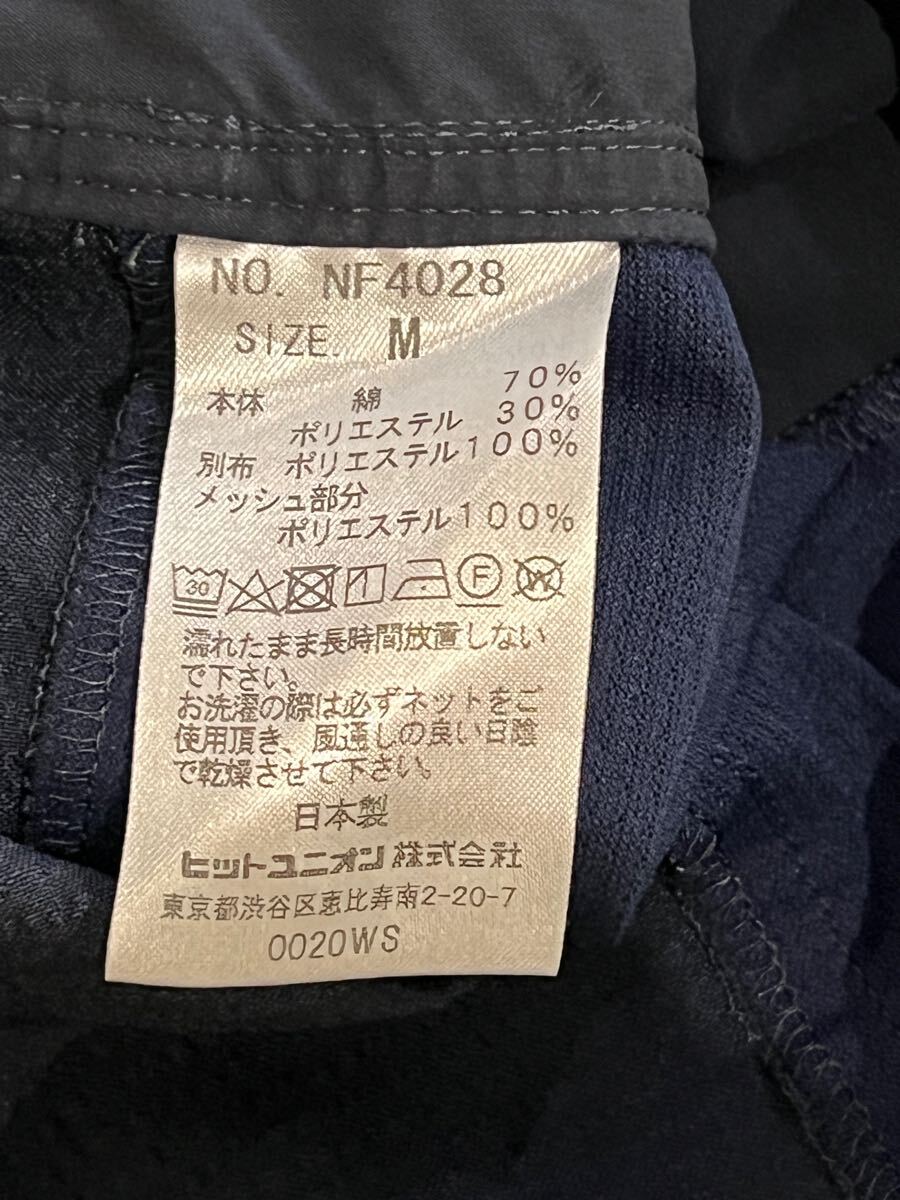 NO. NF4028
SIZE. M
本体 綿 70%
ポリエステル 30%
別布 ポリエステル100%
メッシュ部分
ポリエステル100%
30 1 F W
濡れたまま長時間放置しない
で下さい。
お洗濯の際は必ずネットをご
使用頂き、風通しの良い日陰
で乾燥させて下さい。
日本製
ヒットユニオン株式会社
東京都渋谷区恵比寿南2-20-7
0020WS